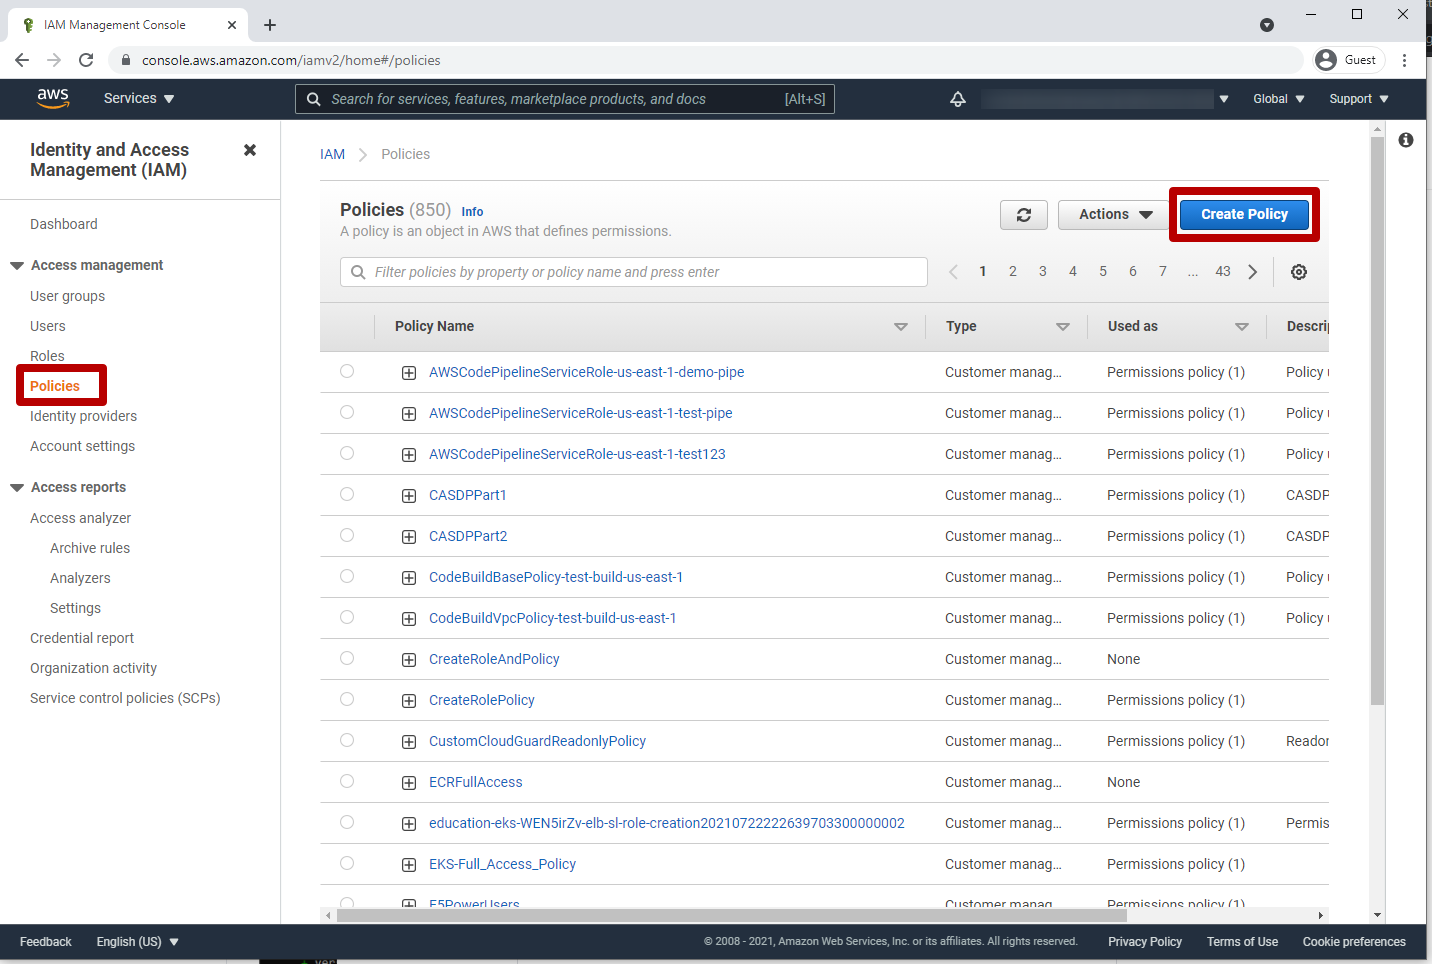 IAM Management Console
console.aws.amazon.com/iamv2/home#/policies
Guest
aws
Services
Search for services, features, marketplace products, and docs [Alt+S]
Global
Support
Identity and Access
Management (IAM)
Dashboard
Access management
User groups
Users
Roles
Policies
Identity providers
Account settings
Access reports
Access analyzer
Archive rules
Analyzers
Settings
Credential report
Organization activity
Service control policies (SCPs)
IAM Policies
Policies (850) Info
A policy is an object in AWS that defines permissions.
Actions
Create Policy
Filter policies by property or policy name and press enter
1 2 3 4 5 6 7 ... 43
Policy Name Type Used as Descri
AWSCodePipelineServiceRole-us-east-1-demo-pipe Customer manag... Permissions policy (1) Policy
AWSCodePipelineServiceRole-us-east-1-test-pipe Customer manag... Permissions policy (1) Policy
AWSCodePipelineServiceRole-us-east-1-test123 Customer manag... Permissions policy (1) Policy
CASDPPart1 Customer manag... Permissions policy (1) CASDP
CASDPPart2 Customer manag... Permissions policy (1) CASDP
CodeBuildBasePolicy-test-build-us-east-1 Customer manag... Permissions policy (1) Policy
CodeBuildVpcPolicy-test-build-us-east-1 Customer manag... Permissions policy (1) Policy
CreateRoleAndPolicy Customer manag... None
CreateRolePolicy Customer manag... Permissions policy (1)
CustomCloudGuardReadonlyPolicy Customer manag... Permissions policy (1) Reador
ECRFullAccess Customer manag... None
education-eks-WEN5irZv-elb-sl-role-creation20210722222639703300000002 Customer manag... Permissions policy (1) Permis
EKS-Full_Access_Policy Customer manag... Permissions policy (1)
F5PowerUsers Customer manag... Permissions policy (1)
Feedback English (US)
© 2008 - 2021, Amazon Web Services, Inc. or its affiliates. All rights reserved. Privacy Policy Terms of Use Cookie preferences